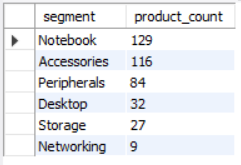 segment product_count
Notebook 129
Accessories 116
Peripherals 84
Desktop 32
Storage 27
Networking 9